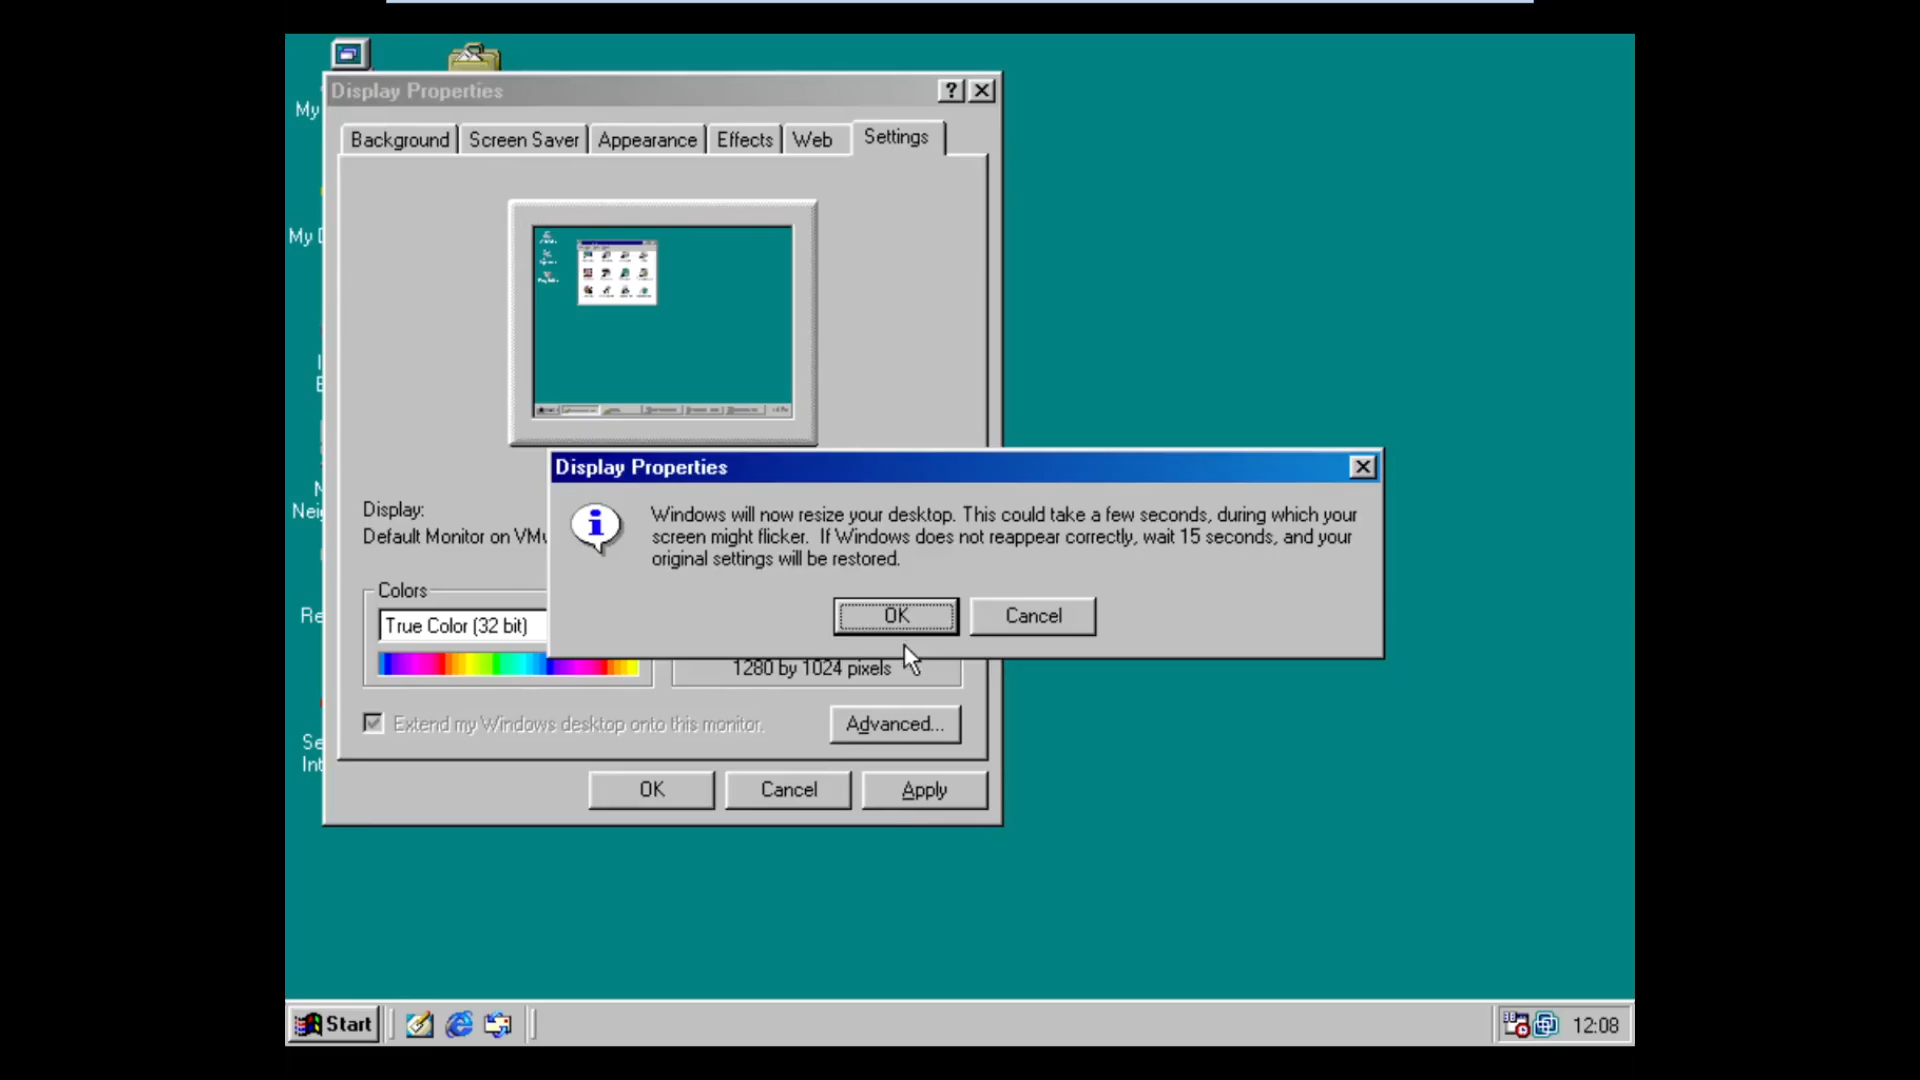 Display Properties
Background
Screen Saver
Appearance
Effects
Web
Settings
My
My D
Display:
Default Monitor on VM
Colors
True Color (32 bit)
Display Properties
Windows will now resize your desktop. This could take a few seconds, during which your
screen might flicker. If Windows does not reappear correctly, wait 15 seconds, and your
original settings will be restored.
OK
Cancel
1280 by 1024 pixels
Extend my Windows desktop onto this monitor.
Advanced...
OK
Cancel
Apply
Nei
Re
Se
Int
Start
12:08